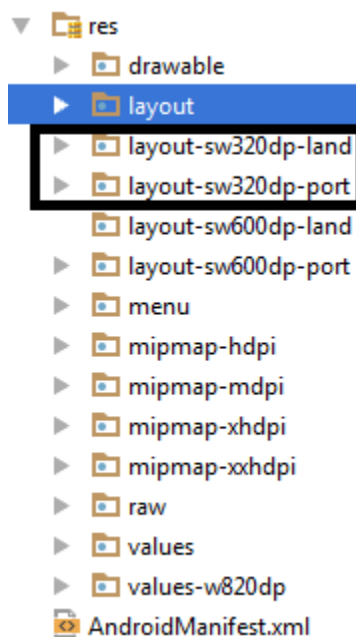 res
drawable
layout
layout-sw320dp-land
layout-sw320dp-port
layout-sw600dp-land
layout-sw600dp-port
menu
mipmap-hdpi
mipmap-mdpi
mipmap-xhdpi
mipmap-xxhdpi
raw
values
values-w820dp
AndroidManifest.xml